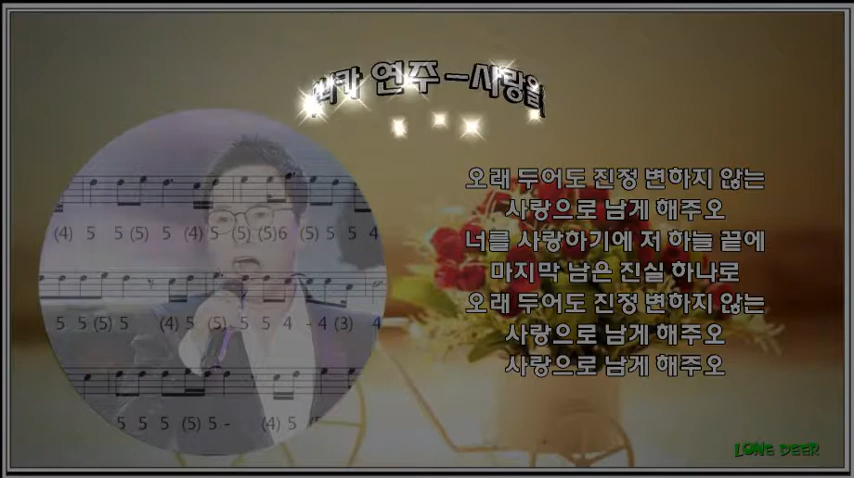 연주 – 사랑을
오래 두어도 진정 변하지 않는
사랑으로 남게 해주오
너를 사랑하기에 저 하늘 끝에
마지막 남은 진실 하나로
오래 두어도 진정 변하지 않는
사랑으로 남게 해주오
사랑으로 남게 해주오
(4) 5 5 (5) 5 (4) 5 (5) (5)6 (5) 5 5 4
5 5 (5) 5 (4) 5 (5) - 5 5 4 - 4 (3) 4
5 5 5 (5) 5 - (4) 5
LONE DEER